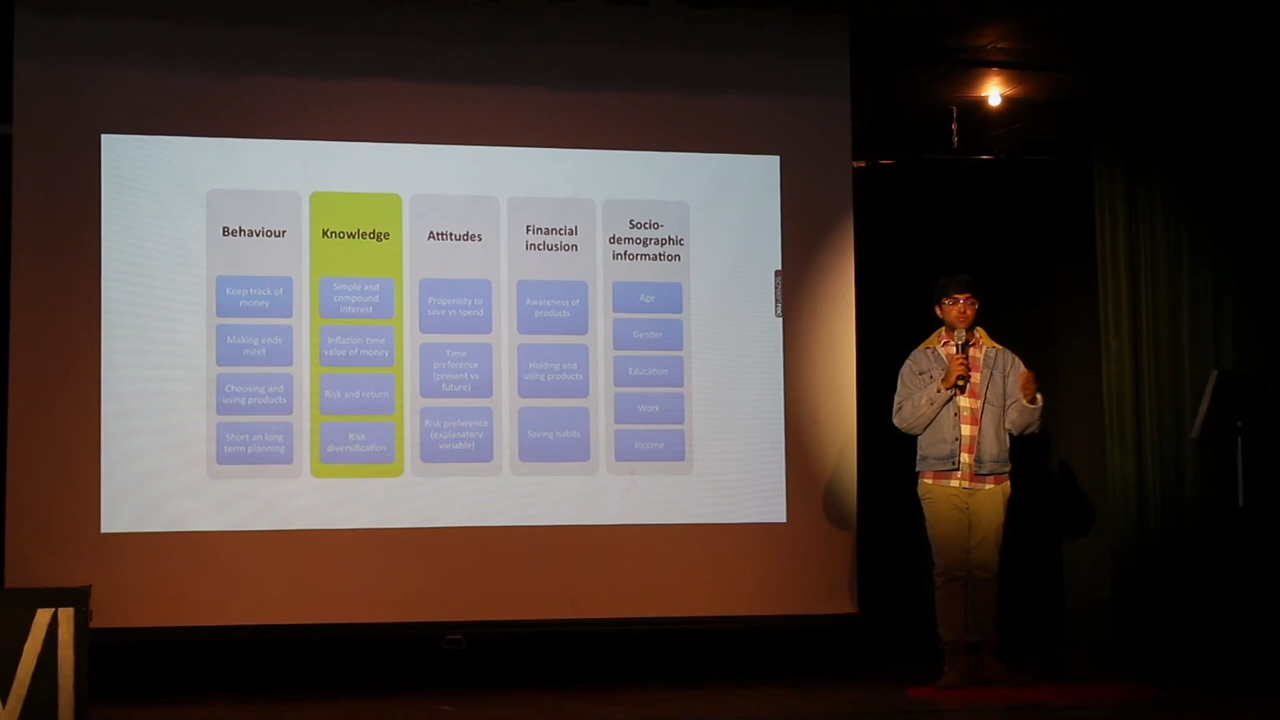 Behaviour
Keep track of
money
Making ends
meet
Choosing and
using products
Short an long
term planning
Knowledge
Simple and
compound
interest
Inflation-time
value of money
Risk and return
Risk
diversification
Attitudes
Propensity to
save vs spend
Time
preference
(present vs
future)
Risk preference
(explanatory
variable)
Financial
inclusion
Awareness of
products
Holding and
using products
Saving habits
Socio-
demographic
information
Age
Gender
Education
Work
Income